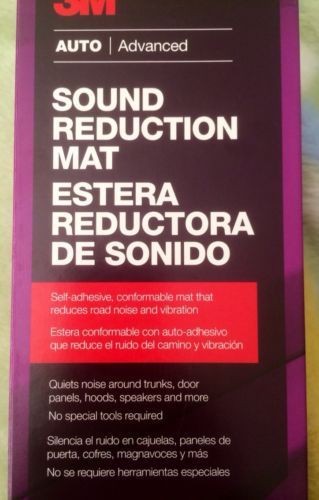 3M
AUTO | Advanced
SOUND
REDUCTION
MAT
ESTERA
REDUCTORA
DE SONIDO
Self-adhesive, conformable mat that
reduces road noise and vibration
Estera conformable con auto-adhesivo
que reduce el ruido del camino y vibración
Quiets noise around trunks, door
panels, hoods, speakers and more
No special tools required
Silencia el ruido en cajuelas, paneles de
puerta, cofres, magnavoces y más
No se requiere herramientas especiales